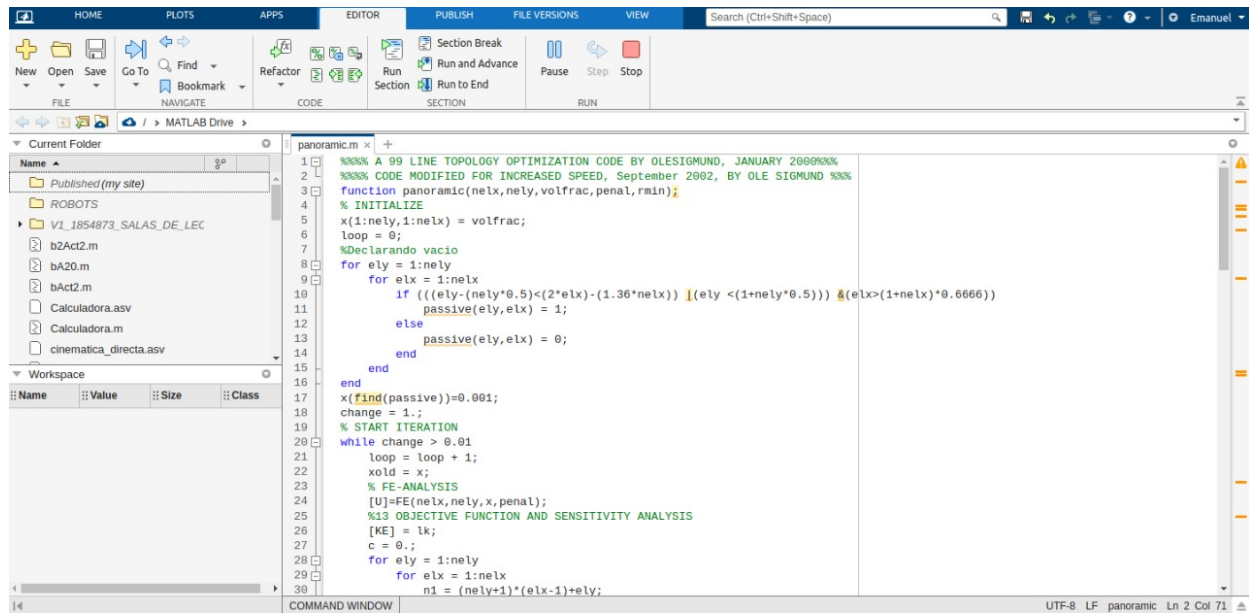 HOME PLOTS APPS EDITOR PUBLISH FILE VERSIONS VIEW Search (Ctrl+Shift+Space) Emanuel
New Open Save Go To Find Bookmark Refactor Run Section Section Break Run and Advance Run to End Pause Step Stop
FILE NAVIGATE CODE SECTION RUN
/ > MATLAB Drive >
Current Folder
Name
Published (my site)
ROBOTS
V1_1854873_SALAS_DE_LEC
b2Act2.m
bA20.m
bAct2.m
Calculadora.asv
Calculadora.m
cinematica_directa.asv
Workspace
Name Value Size Class
panoramic.m × +
1 %%%% A 99 LINE TOPOLOGY OPTIMIZATION CODE BY OLESIGMUND, JANUARY 2000%%%
2 %%%% CODE MODIFIED FOR INCREASED SPEED, September 2002, BY OLE SIGMUND %%%
3 function panoramic(nelx,nely,volfrac,penal,rmin);
4 % INITIALIZE
5 x(1:nely,1:nelx) = volfrac;
6 loop = 0;
7 %Declarando vacio
8 for ely = 1:nely
9 for elx = 1:nelx
10 if (((ely-(nely*0.5)<(2*elx)-(1.36*nelx)) |(ely <(1+nely*0.5))) &(elx>(1+nelx)*0.6666))
11 passive(ely,elx) = 1;
12 else
13 passive(ely,elx) = 0;
14 end
15 end
16 end
17 x(find(passive))=0.001;
18 change = 1.;
19 % START ITERATION
20 while change > 0.01
21 loop = loop + 1;
22 xold = x;
23 % FE-ANALYSIS
24 [U]=FE(nelx,nely,x,penal);
25 %13 OBJECTIVE FUNCTION AND SENSITIVITY ANALYSIS
26 [KE] = lk;
27 c = 0.;
28 for ely = 1:nely
29 for elx = 1:nelx
30 n1 = (nely+1)*(elx-1)+ely;
COMMAND WINDOW
UTF-8 LF panoramic Ln 2 Col 71